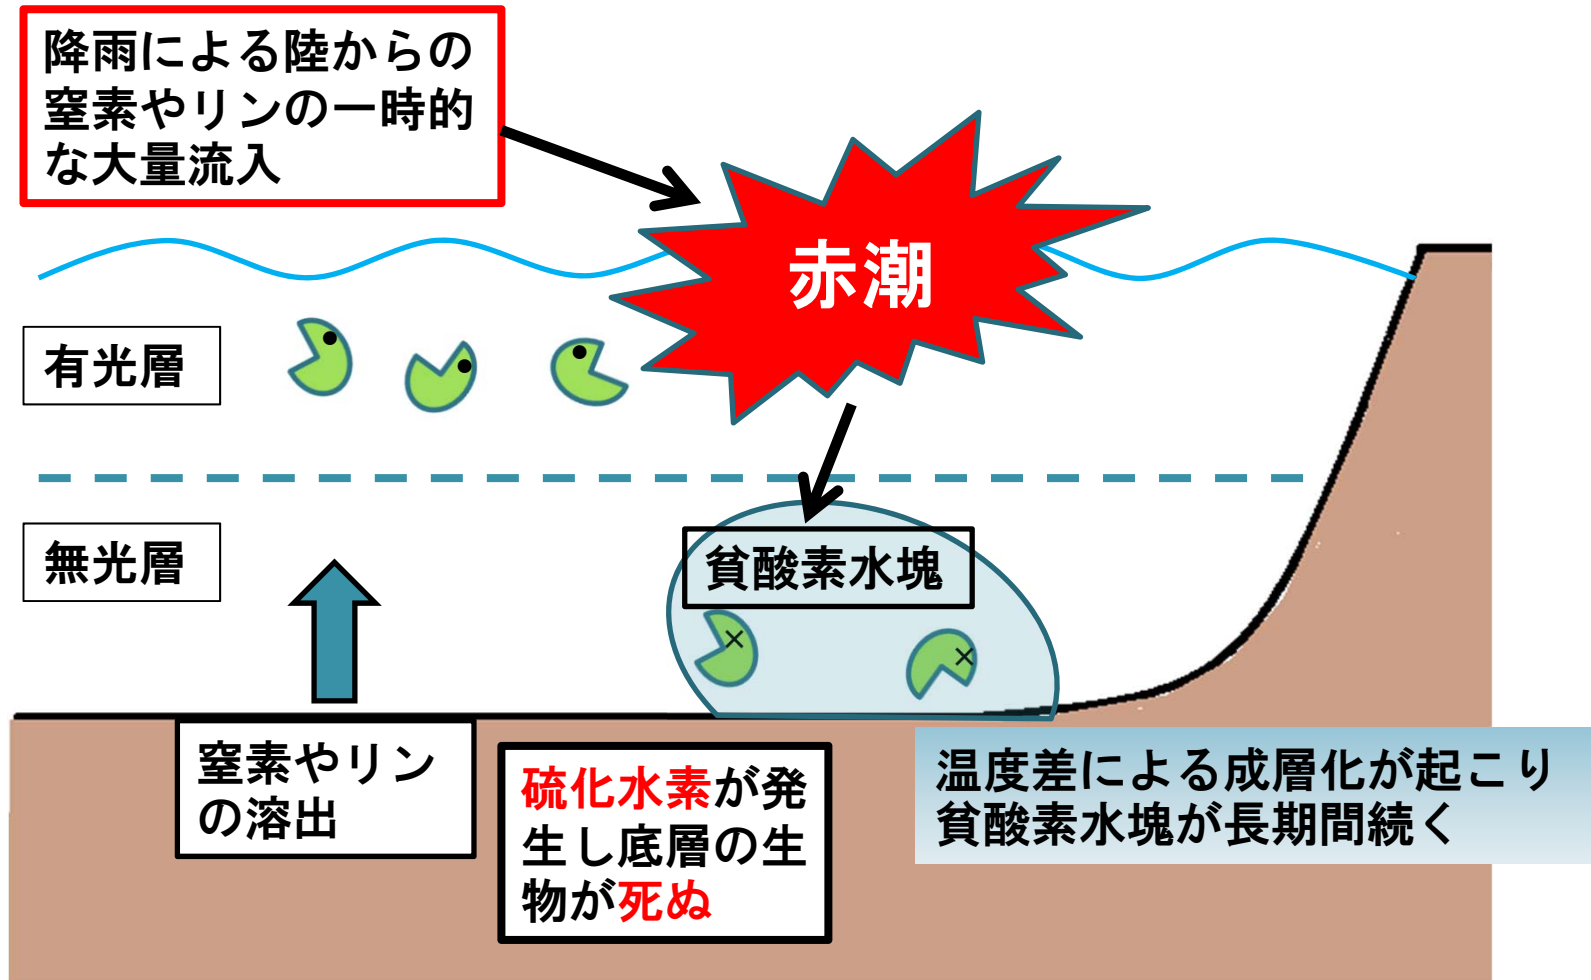 降雨による陸からの
窒素やリンの一時的
な大量流入
赤潮
有光層
無光層
貧酸素水塊
窒素やリン
の溶出
硫化水素が発
生し底層の生
物が死ぬ
温度差による成層化が起こり
貧酸素水塊が長期間続く